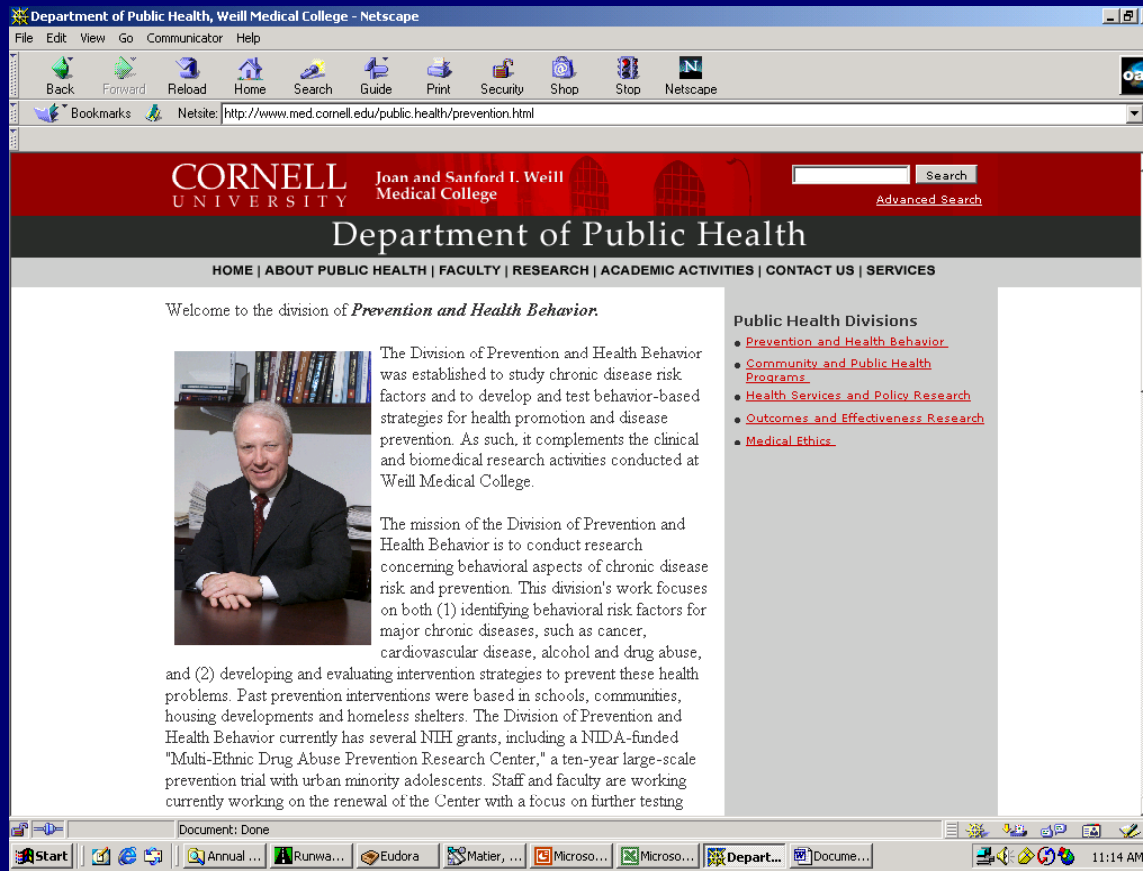 Department of Public Health, Weill Medical College - Netscape
File Edit View Go Communicator Help
Back Forward Reload Home Search Guide Print Security Shop Stop Netscape
Bookmarks Netsite: http://www.med.cornell.edu/public.health/prevention.html
CORNELL
UNIVERSITY
Joan and Sanford I. Weill
Medical College
Search
Advanced Search
Department of Public Health
HOME | ABOUT PUBLIC HEALTH | FACULTY | RESEARCH | ACADEMIC ACTIVITIES | CONTACT US | SERVICES
Welcome to the division of Prevention and Health Behavior.
The Division of Prevention and Health Behavior
was established to study chronic disease risk
factors and to develop and test behavior-based
strategies for health promotion and disease
prevention. As such, it complements the clinical
and biomedical research activities conducted at
Weill Medical College.
The mission of the Division of Prevention and
Health Behavior is to conduct research
concerning behavioral aspects of chronic disease
risk and prevention. This division's work focuses
on both (1) identifying behavioral risk factors for
major chronic diseases, such as cancer,
cardiovascular disease, alcohol and drug abuse,
and (2) developing and evaluating intervention strategies to prevent these health
problems. Past prevention interventions were based in schools, communities,
housing developments and homeless shelters. The Division of Prevention and
Health Behavior currently has several NIH grants, including a NIDA-funded
"Multi-Ethnic Drug Abuse Prevention Research Center," a ten-year large-scale
prevention trial with urban minority adolescents. Staff and faculty are working
currently working on the renewal of the Center with a focus on further testing
Public Health Divisions
Prevention and Health Behavior
Community and Public Health
Programs
Health Services and Policy Research
Outcomes and Effectiveness Research
Medical Ethics
Document: Done
Start Annual ... Runwa... Eudora Matier, ... Microso... Microso... Depart... Docume... 11:14 AM